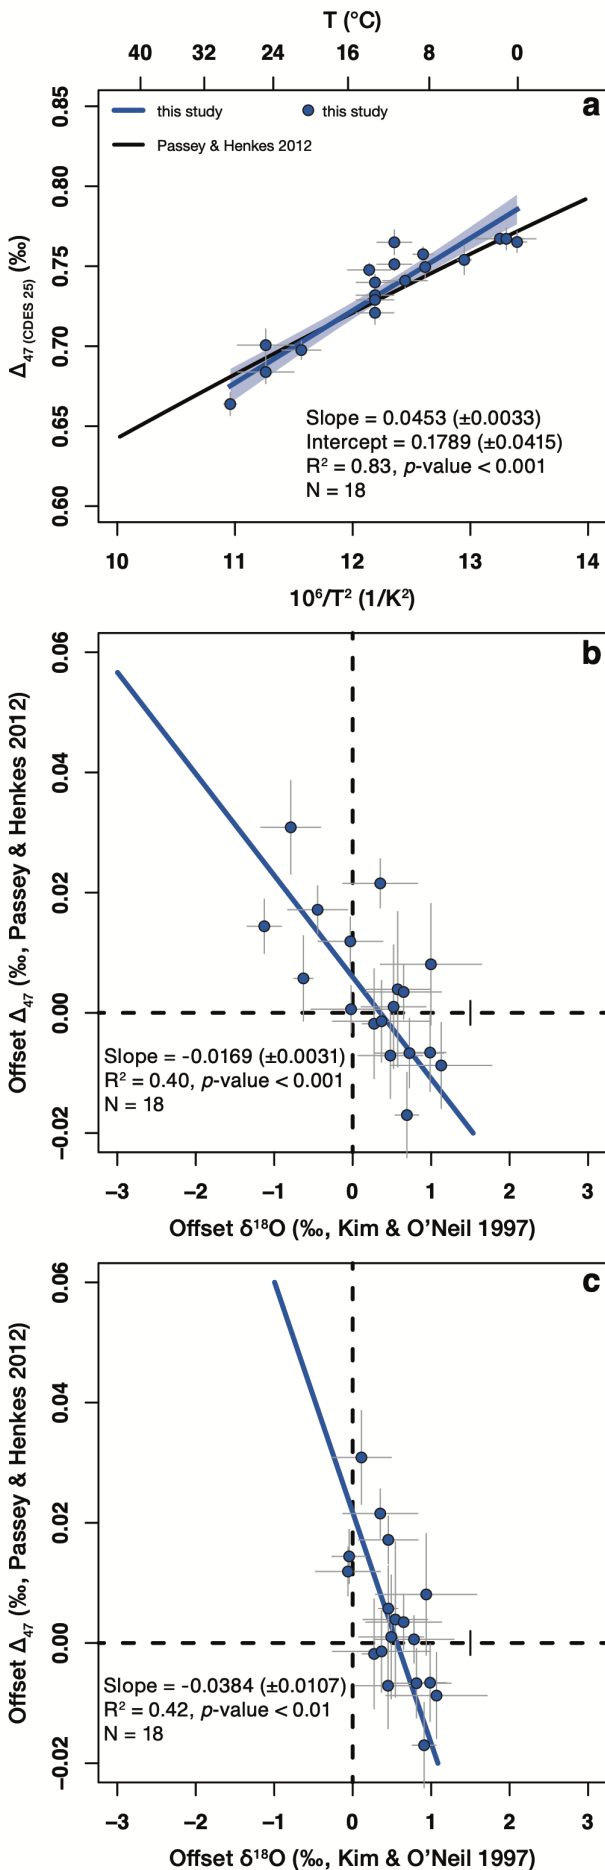 T (°C)
40 32 24 16 8 0
a
this study
this study
Passey & Henkes 2012
0.85
0.80
0.75
0.70
0.65
0.60
Δ47 (CDES 25) (‰)
Slope = 0.0453 (±0.0033)
Intercept = 0.1789 (±0.0415)
R² = 0.83, p-value < 0.001
N = 18
10 11 12 13 14
10⁶/T² (1/K²)
b
0.06
0.04
0.02
0.00
−0.02
Offset Δ47 (‰, Passey & Henkes 2012)
Slope = -0.0169 (±0.0031)
R² = 0.40, p-value < 0.001
N = 18
−3 −2 −1 0 1 2 3
Offset δ¹⁸O (‰, Kim & O'Neil 1997)
c
0.06
0.04
0.02
0.00
−0.02
Offset Δ47 (‰, Passey & Henkes 2012)
Slope = -0.0384 (±0.0107)
R² = 0.42, p-value < 0.01
N = 18
−3 −2 −1 0 1 2 3
Offset δ¹⁸O (‰, Kim & O'Neil 1997)